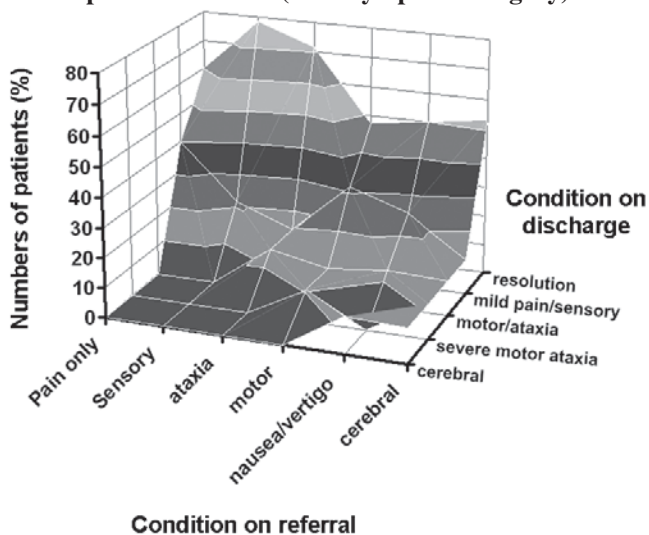 Numbers of patients (%)
80
70
60
50
40
30
20
10
0
Pain only
Sensory
ataxia
motor
nausea/vertigo
cerebral
Condition on referral
Condition on
discharge
resolution
mild pain/sensory
motor/ataxia
severe motor ataxia
cerebral